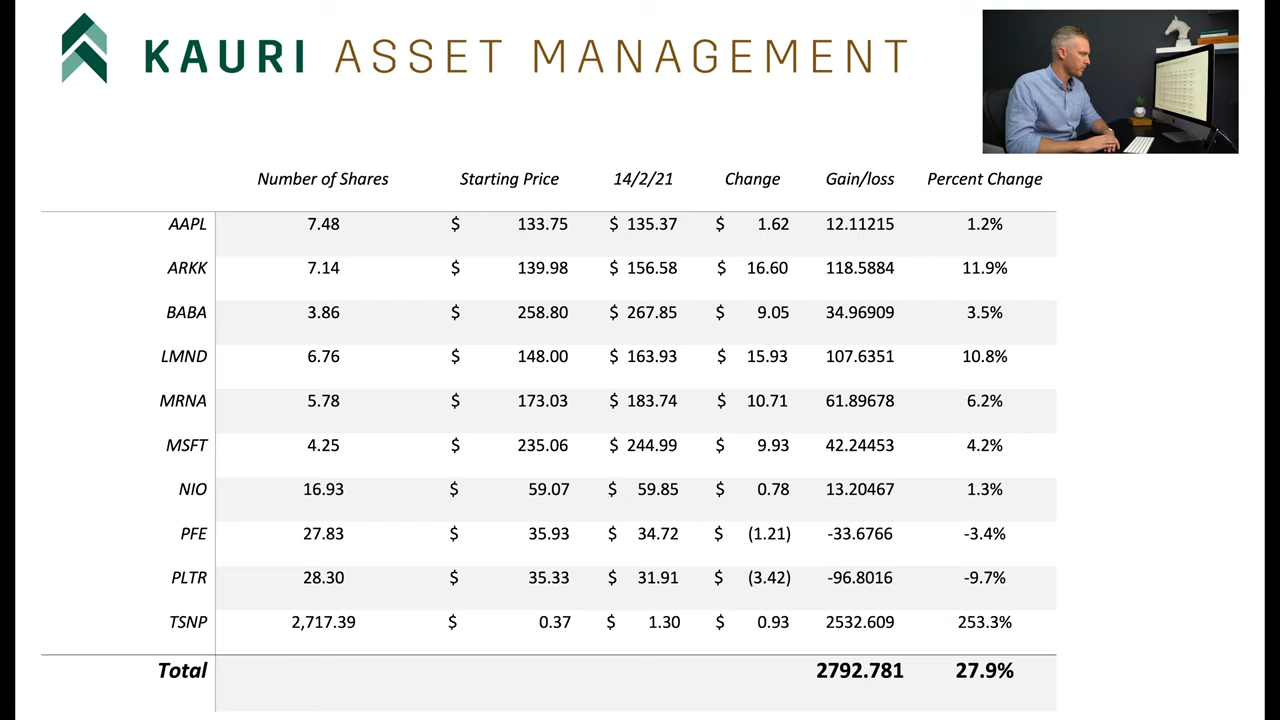 KAURI ASSET MANAGEMENT
Number of Shares Starting Price 14/2/21 Change Gain/loss Percent Change
AAPL 7.48 $ 133.75 $ 135.37 $ 1.62 12.11215 1.2%
ARKK 7.14 $ 139.98 $ 156.58 $ 16.60 118.5884 11.9%
BABA 3.86 $ 258.80 $ 267.85 $ 9.05 34.96909 3.5%
LMND 6.76 $ 148.00 $ 163.93 $ 15.93 107.6351 10.8%
MRNA 5.78 $ 173.03 $ 183.74 $ 10.71 61.89678 6.2%
MSFT 4.25 $ 235.06 $ 244.99 $ 9.93 42.24453 4.2%
NIO 16.93 $ 59.07 $ 59.85 $ 0.78 13.20467 1.3%
PFE 27.83 $ 35.93 $ 34.72 $ (1.21) -33.6766 -3.4%
PLTR 28.30 $ 35.33 $ 31.91 $ (3.42) -96.8016 -9.7%
TSNP 2,717.39 $ 0.37 $ 1.30 $ 0.93 2532.609 253.3%
Total 2792.781 27.9%